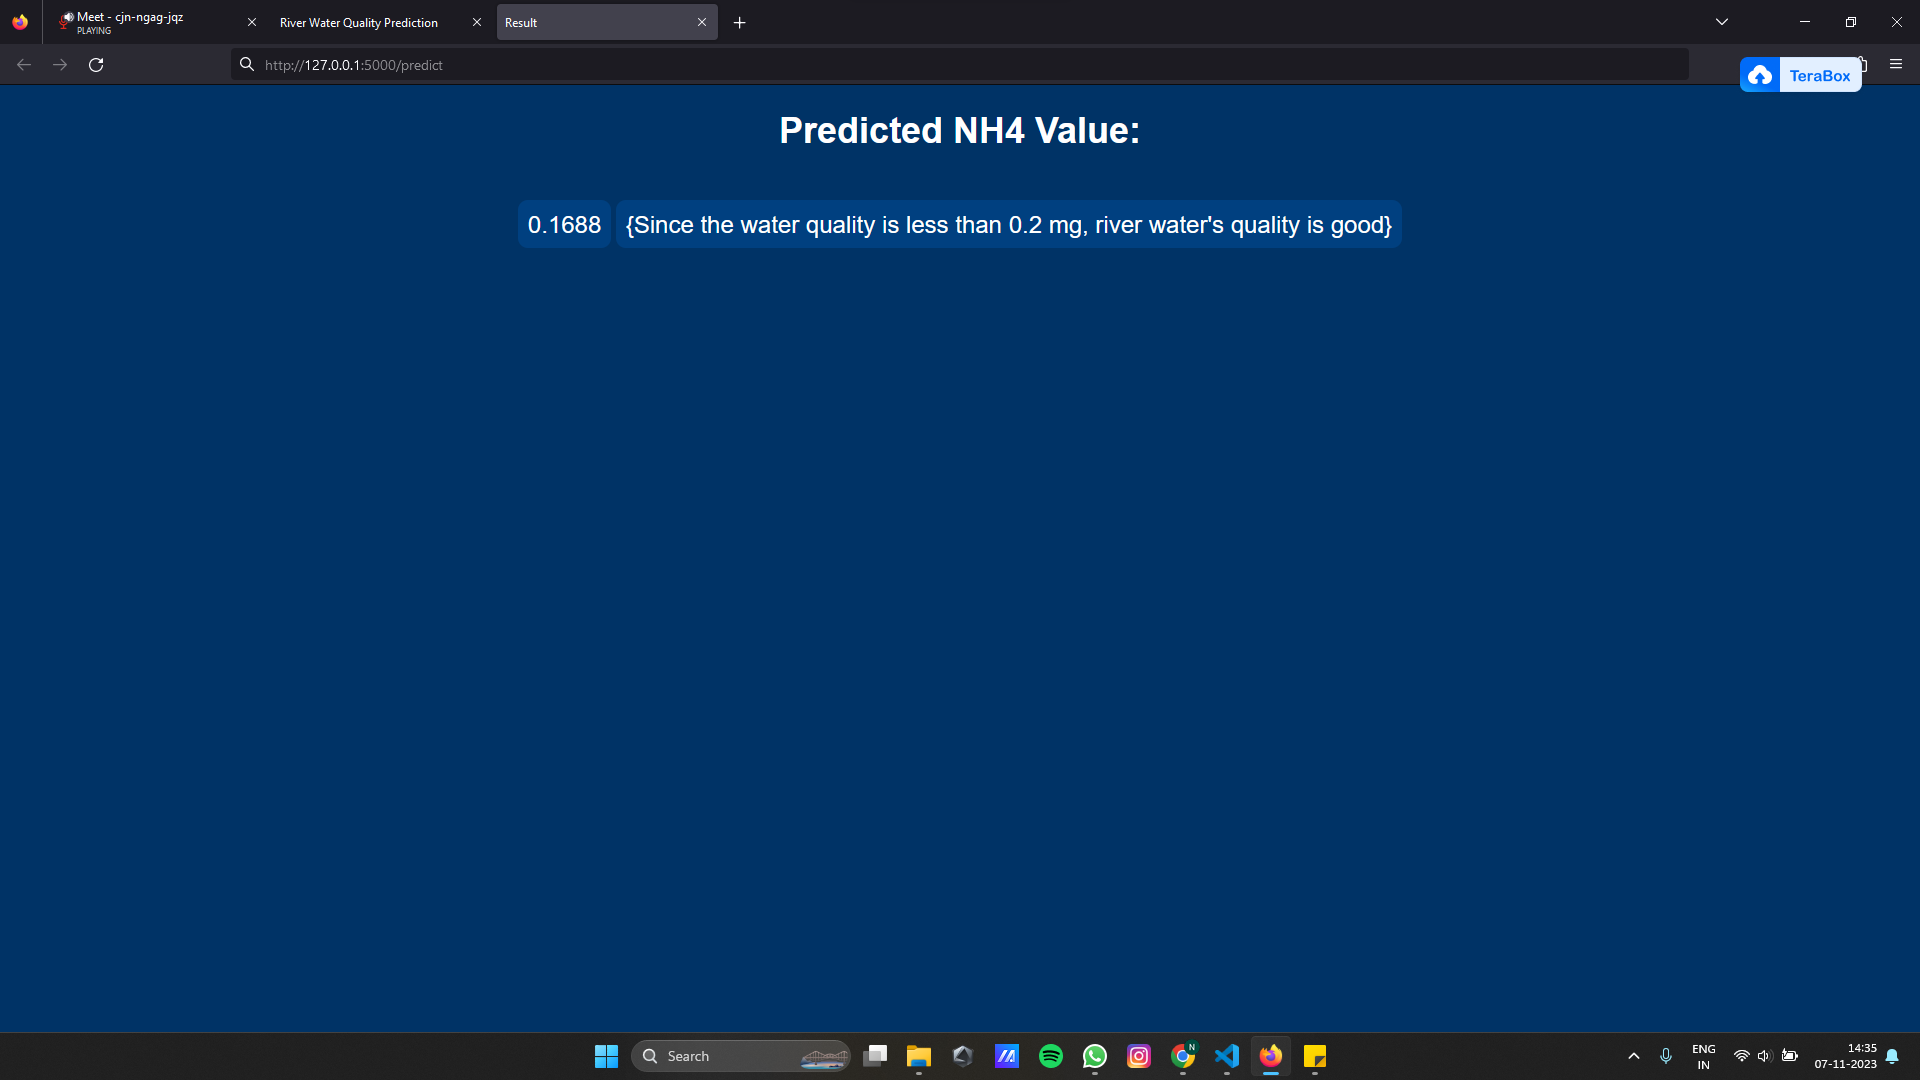 Meet - cjn-ngag-jqz
PLAYING
River Water Quality Prediction
Result
http://127.0.0.1:5000/predict
TeraBox
Predicted NH4 Value:
0.1688 {Since the water quality is less than 0.2 mg, river water's quality is good}
Search
N
ENG
IN
14:35
07-11-2023